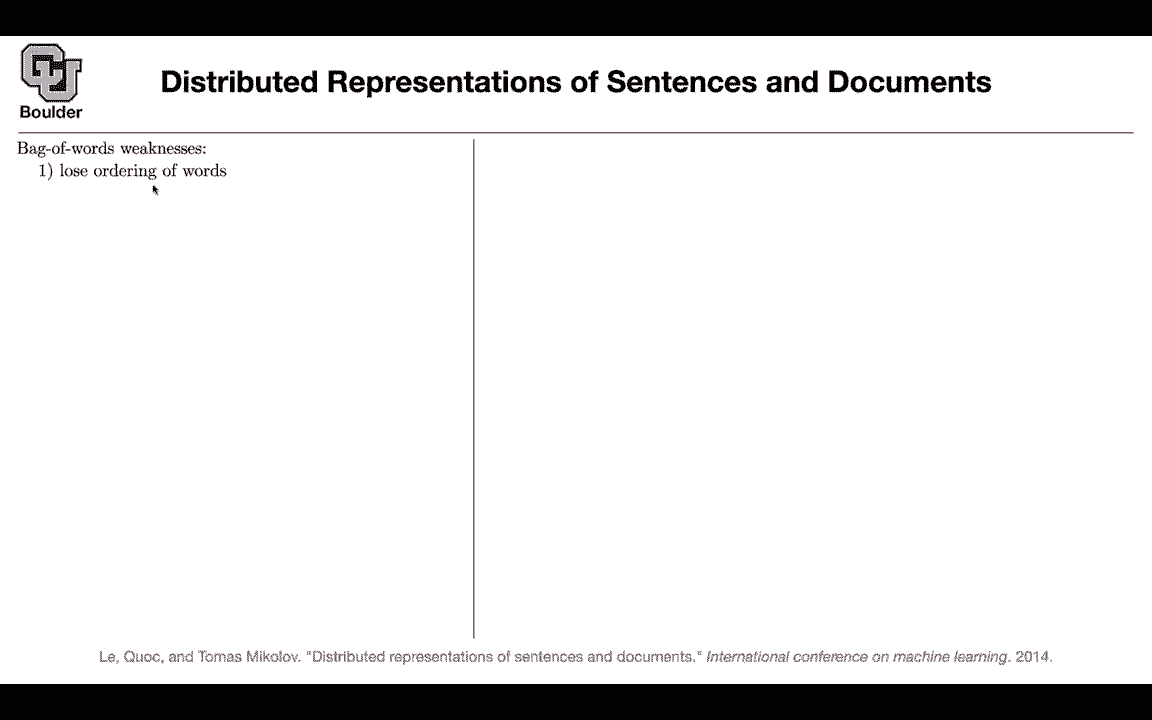 CU
Boulder
Distributed Representations of Sentences and Documents
Bag-of-words weaknesses:
1) lose ordering of words
Le, Quoc, and Tomas Mikolov. "Distributed representations of sentences and documents." International conference on machine learning. 2014.